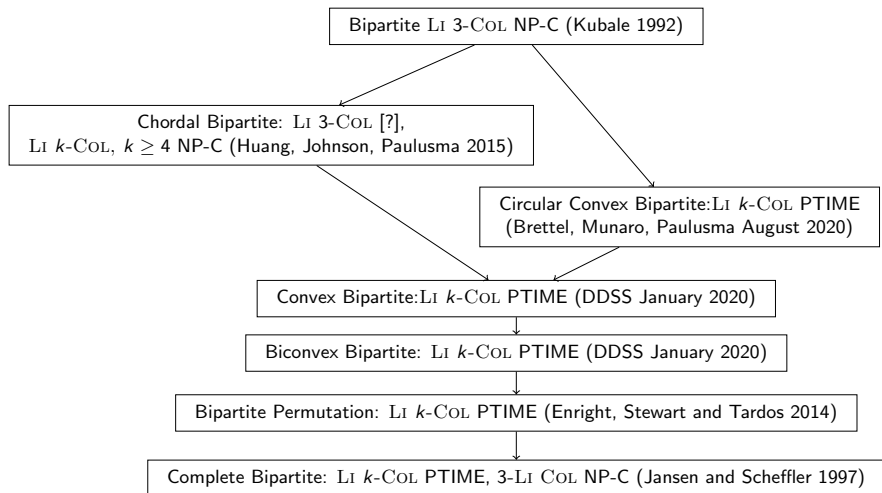 Bipartite Li 3-Col NP-C (Kubale 1992)
Chordal Bipartite: Li 3-Col [?],
Li k-Col, k ≥ 4 NP-C (Huang, Johnson, Paulusma 2015)
Circular Convex Bipartite:Li k-Col PTIME
(Brettel, Munaro, Paulusma August 2020)
Convex Bipartite:Li k-Col PTIME (DDSS January 2020)
Biconvex Bipartite: Li k-Col PTIME (DDSS January 2020)
Bipartite Permutation: Li k-Col PTIME (Enright, Stewart and Tardos 2014)
Complete Bipartite: Li k-Col PTIME, 3-Li Col NP-C (Jansen and Scheffler 1997)